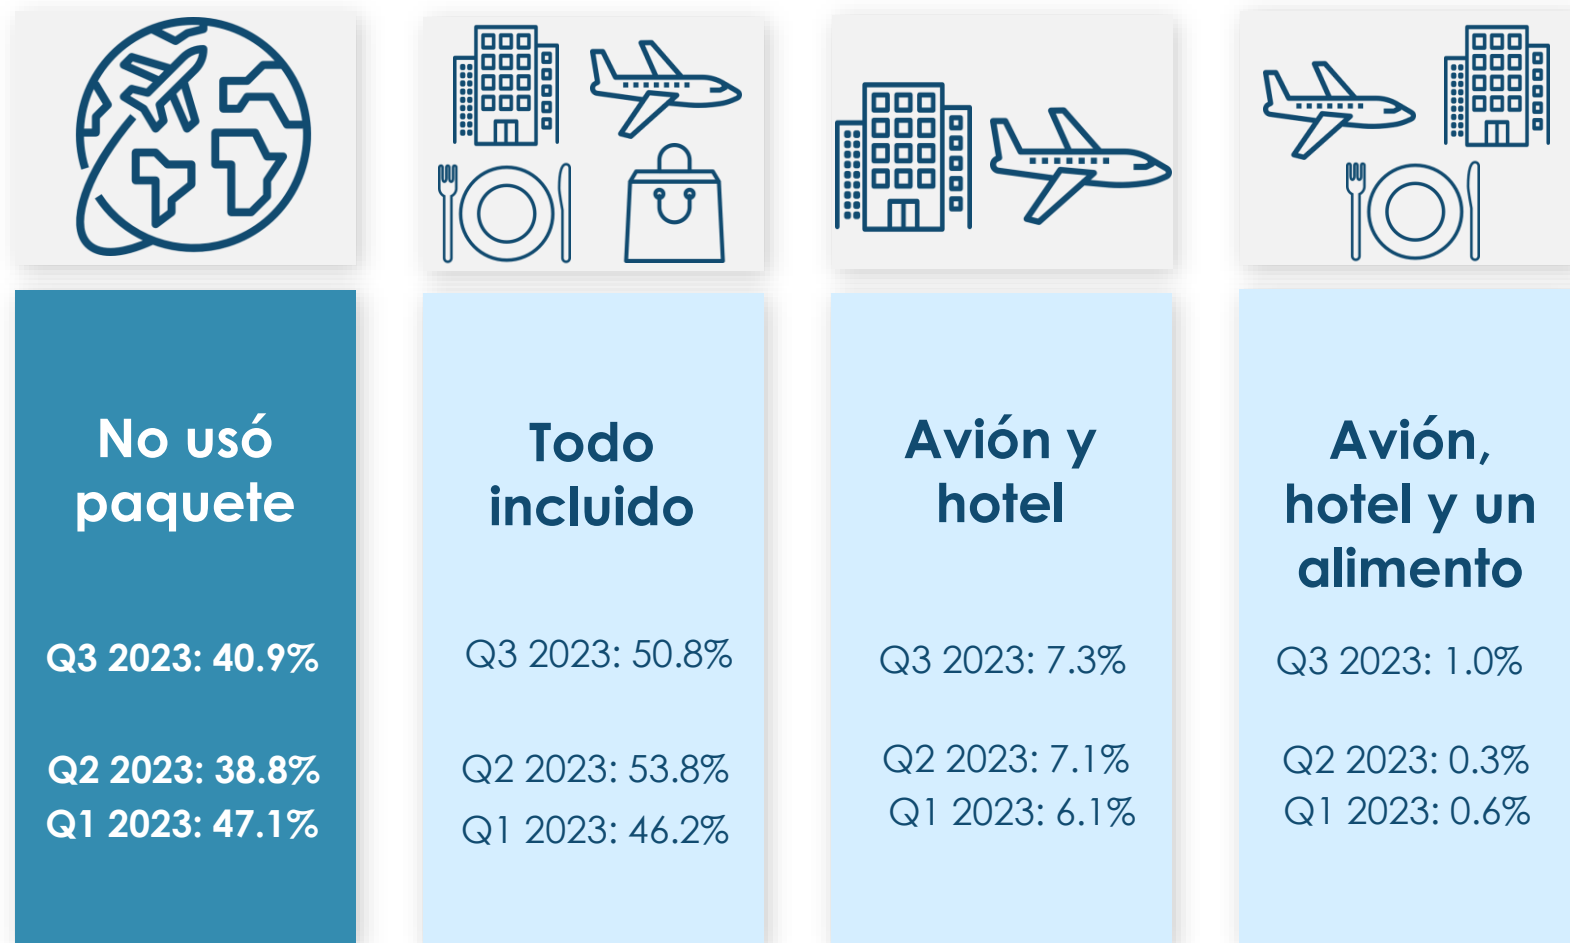 No usó
paquete
Q3 2023: 40.9%
Q2 2023: 38.8%
Q1 2023: 47.1%
Todo
incluido
Q3 2023: 50.8%
Q2 2023: 53.8%
Q1 2023: 46.2%
Avión y
hotel
Q3 2023: 7.3%
Q2 2023: 7.1%
Q1 2023: 6.1%
Avión,
hotel y un
alimento
Q3 2023: 1.0%
Q2 2023: 0.3%
Q1 2023: 0.6%